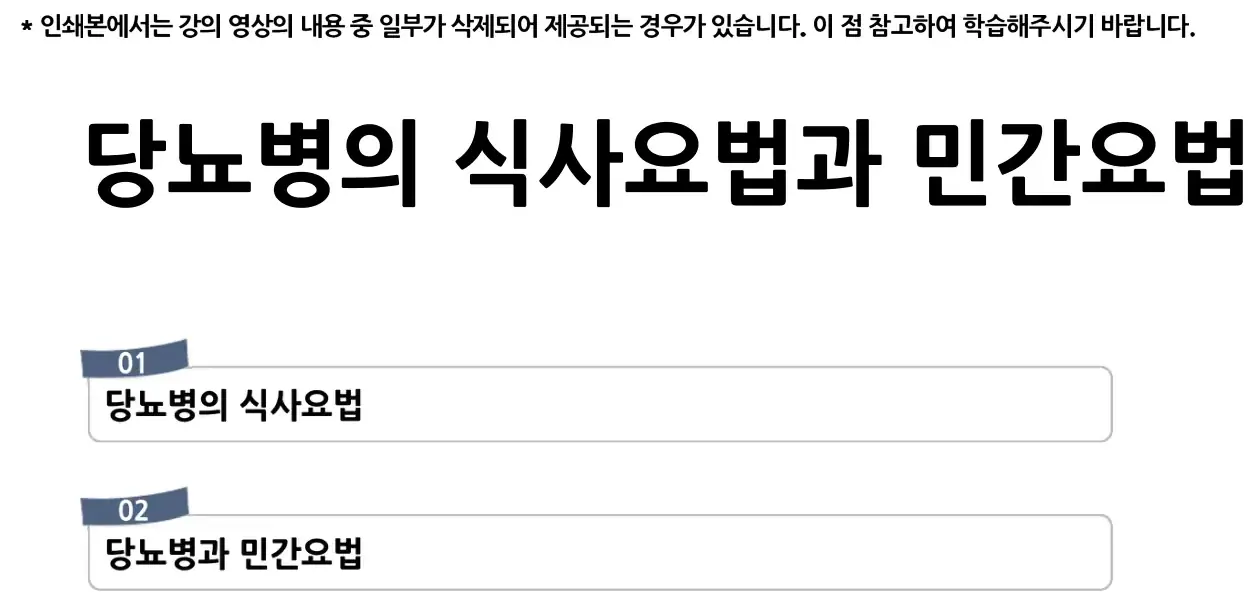 * 인쇄본에서는 강의 영상의 내용 중 일부가 삭제되어 제공되는 경우가 있습니다. 이 점 참고하여 학습해주시기 바랍니다.
당뇨병의 식사요법과 민간요법
01
당뇨병의 식사요법
02
당뇨병과 민간요법